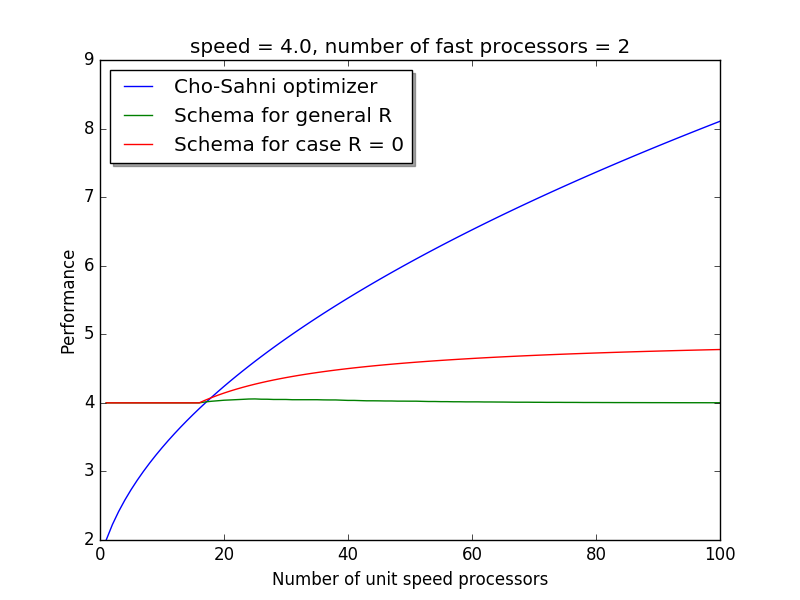 speed = 4.0, number of fast processors = 2
9
8
7
6
5
4
3
2
Performance
Cho-Sahni optimizer
Schema for general R
Schema for case R = 0
0 20 40 60 80 100
Number of unit speed processors